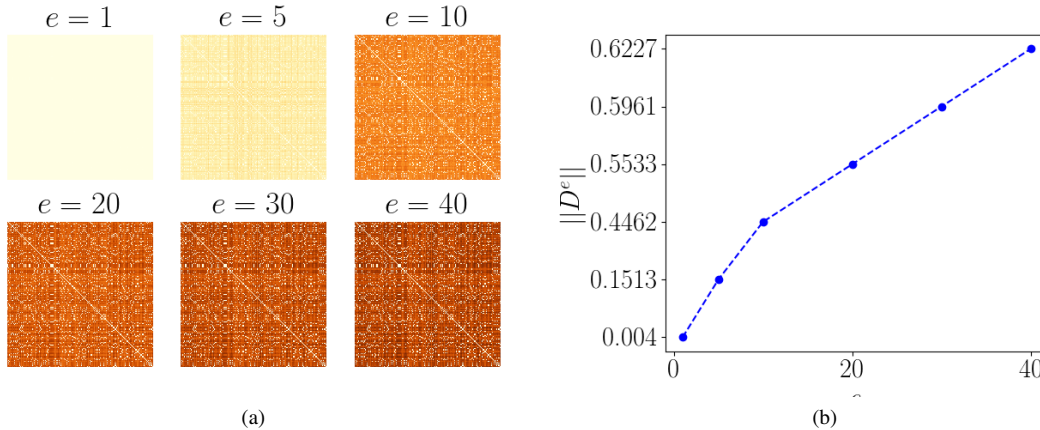 e = 1 e = 5 e = 10
e = 20 e = 30 e = 40
(a)
||D^e||
0.6227
0.5961
0.5533
0.4462
0.1513
0.004
0 20 40
(b)